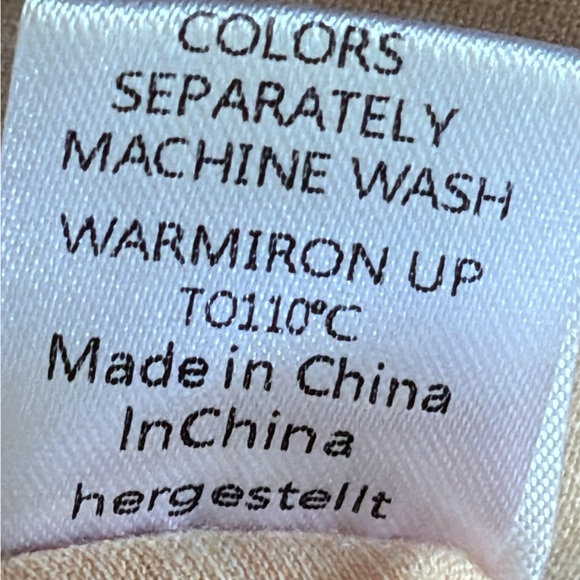 COLORS
SEPARATELY
MACHINE WASH
WARMIRON UP
TO110°C
Made in China
InChina
hergestellt